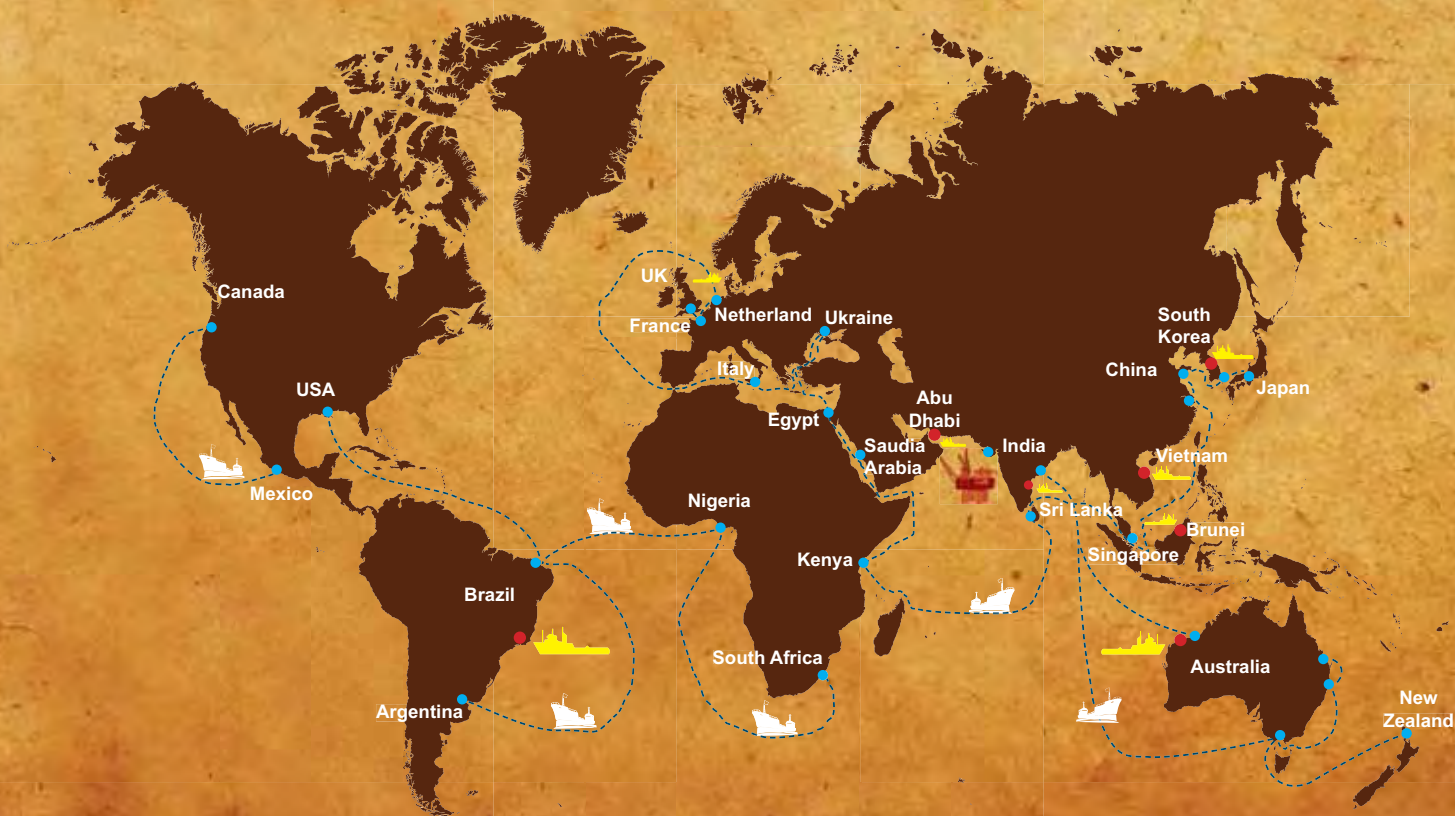 Canada
USA
Mexico
Brazil
Argentina
UK
France
Netherland
Ukraine
Italy
Egypt
Saudia
Arabia
Abu
Dhabi
India
Nigeria
Kenya
South Africa
Sri Lanka
China
South
Korea
Japan
Vietnam
Brunei
Singapore
Australia
New
Zealand